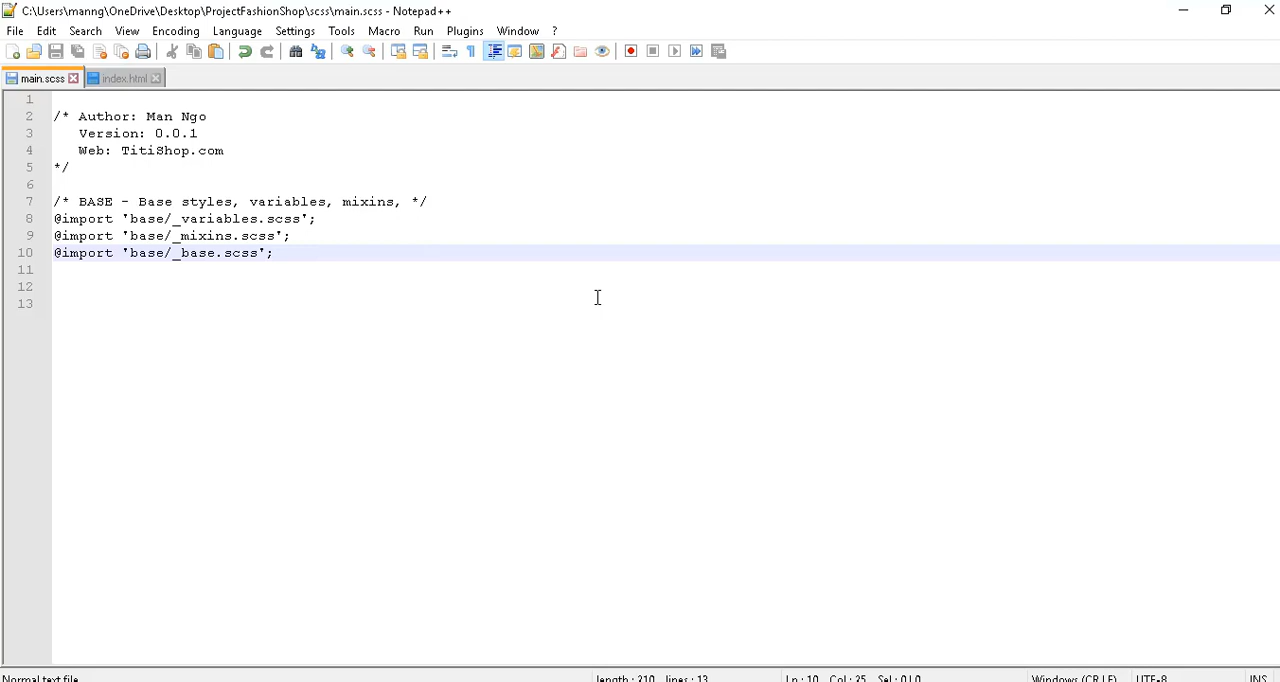 C:\Users\manng\OneDrive\Desktop\ProjectFashionShop\scss\main.scss - Notepad++
File Edit Search View Encoding Language Settings Tools Macro Run Plugins Window ?
main.scss index.html
1
2 /* Author: Man Ngo
3 Version: 0.0.1
4 Web: TitiShop.com
5 */
6
7 /* BASE - Base styles, variables, mixins, */
8 @import 'base/_variables.scss';
9 @import 'base/_mixins.scss';
10 @import 'base/_base.scss';
11
12
13
Normal text file length : 210 lines : 13 Ln : 10 Col : 25 Sel : 0 | 0 Windows (CR LF) UTF-8 INS